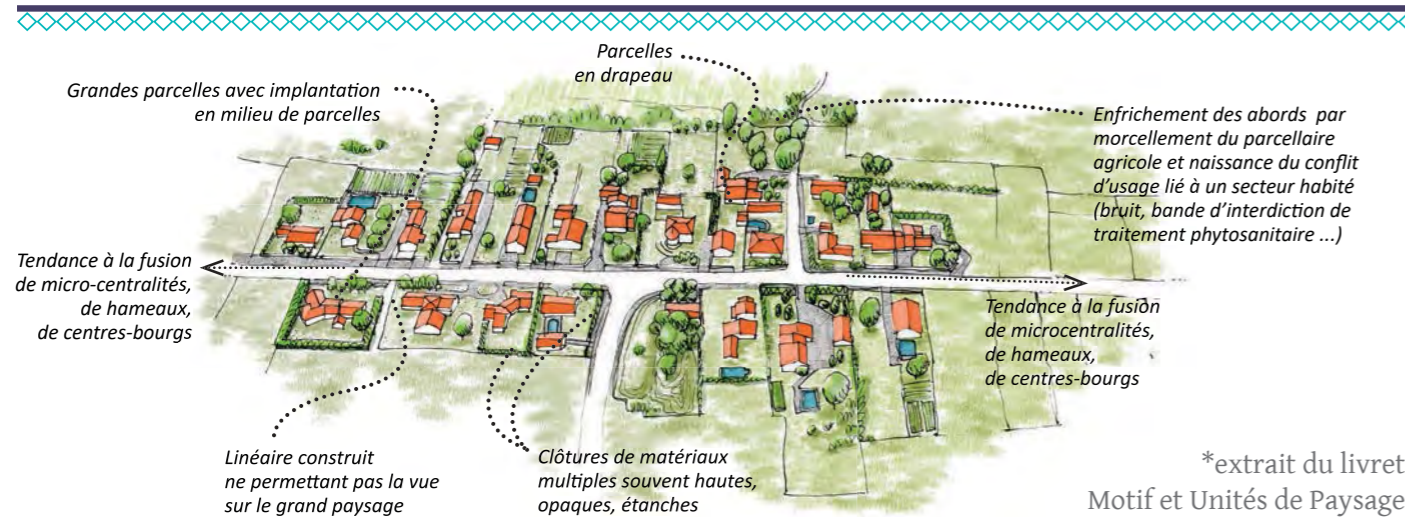 Parcelles
en drapeau
Grandes parcelles avec implantation
en milieu de parcelles
Enfrichement des abords par
morcellement du parcellaire
agricole et naissance du conflit
d'usage lié à un secteur habité
(bruit, bande d'interdiction de
traitement phytosanitaire ...)
Tendance à la fusion
de micro-centralités,
de hameaux,
de centres-bourgs
Tendance à la fusion
de microcentralités,
de hameaux,
de centres-bourgs
Linéaire construit
ne permettant pas la vue
sur le grand paysage
Clôtures de matériaux
multiples souvent hautes,
opaques, étanches
*extrait du livret
Motif et Unités de Paysage